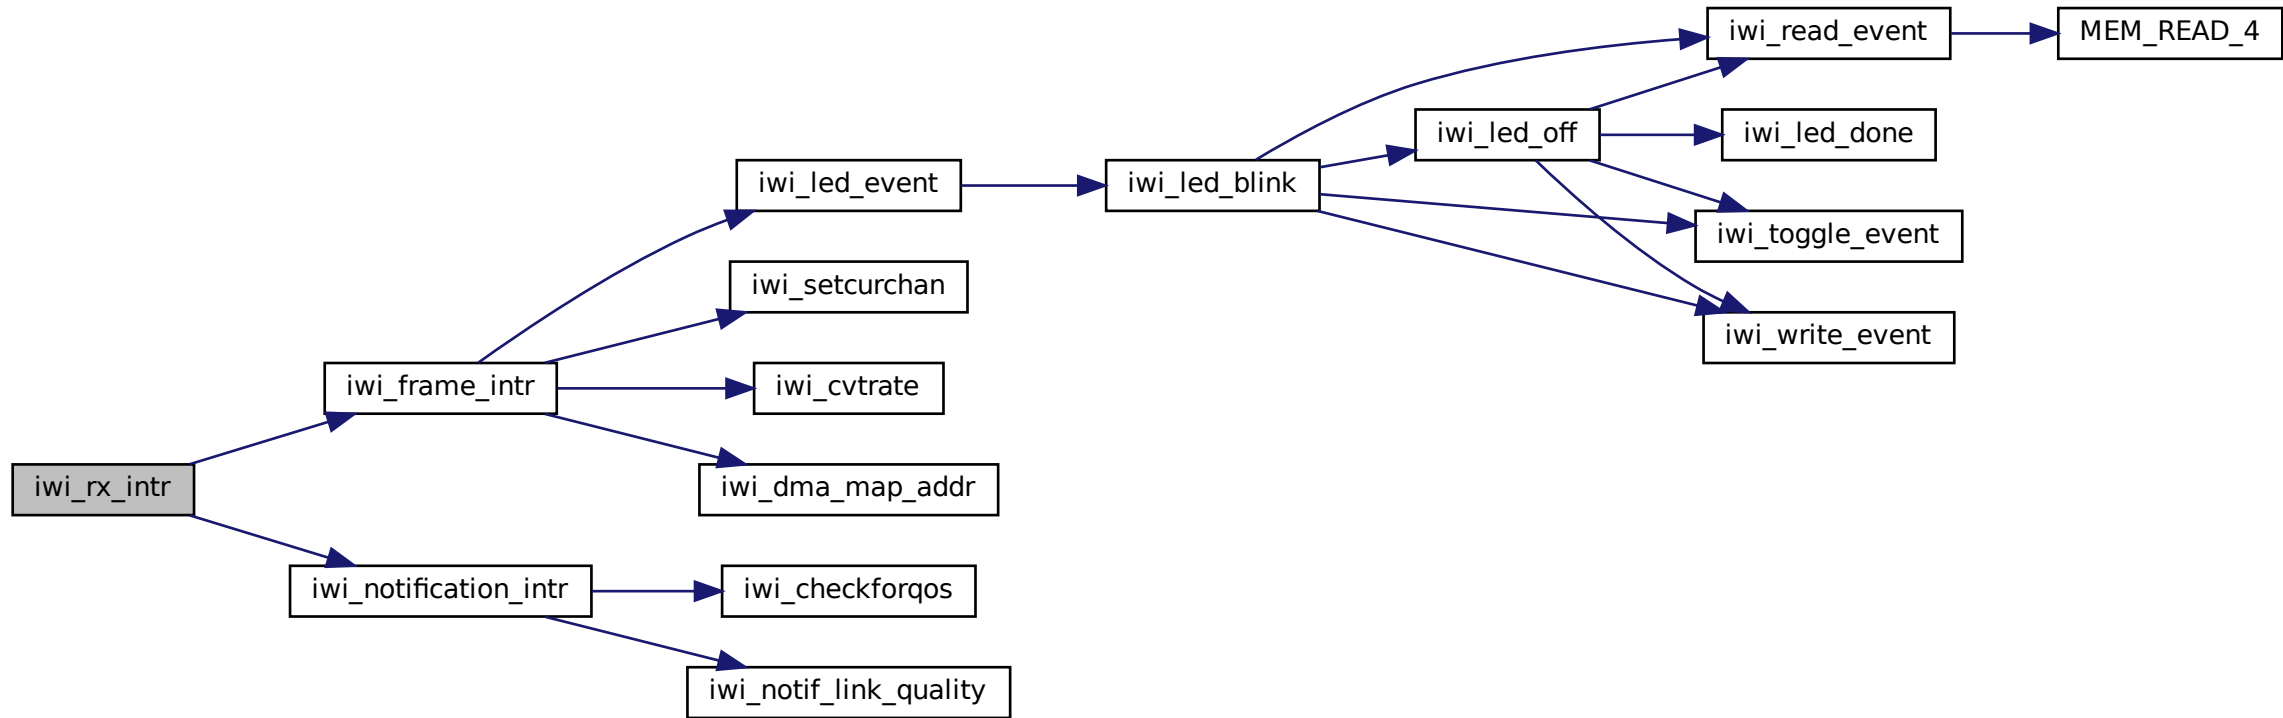 iwi_read_event
MEM_READ_4
iwi_led_off
iwi_led_done
iwi_led_event
iwi_led_blink
iwi_toggle_event
iwi_setcurchan
iwi_write_event
iwi_frame_intr
iwi_cvtrate
iwi_rx_intr
iwi_dma_map_addr
iwi_notification_intr
iwi_checkforqos
iwi_notif_link_quality